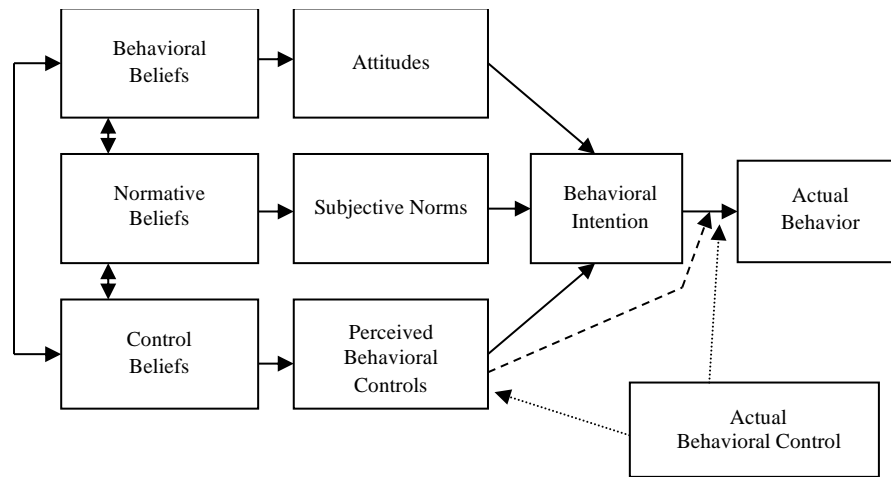 Behavioral
Beliefs
Attitudes
Normative
Beliefs
Subjective Norms
Behavioral
Intention
Actual
Behavior
Control
Beliefs
Perceived
Behavioral
Controls
Actual
Behavioral Control